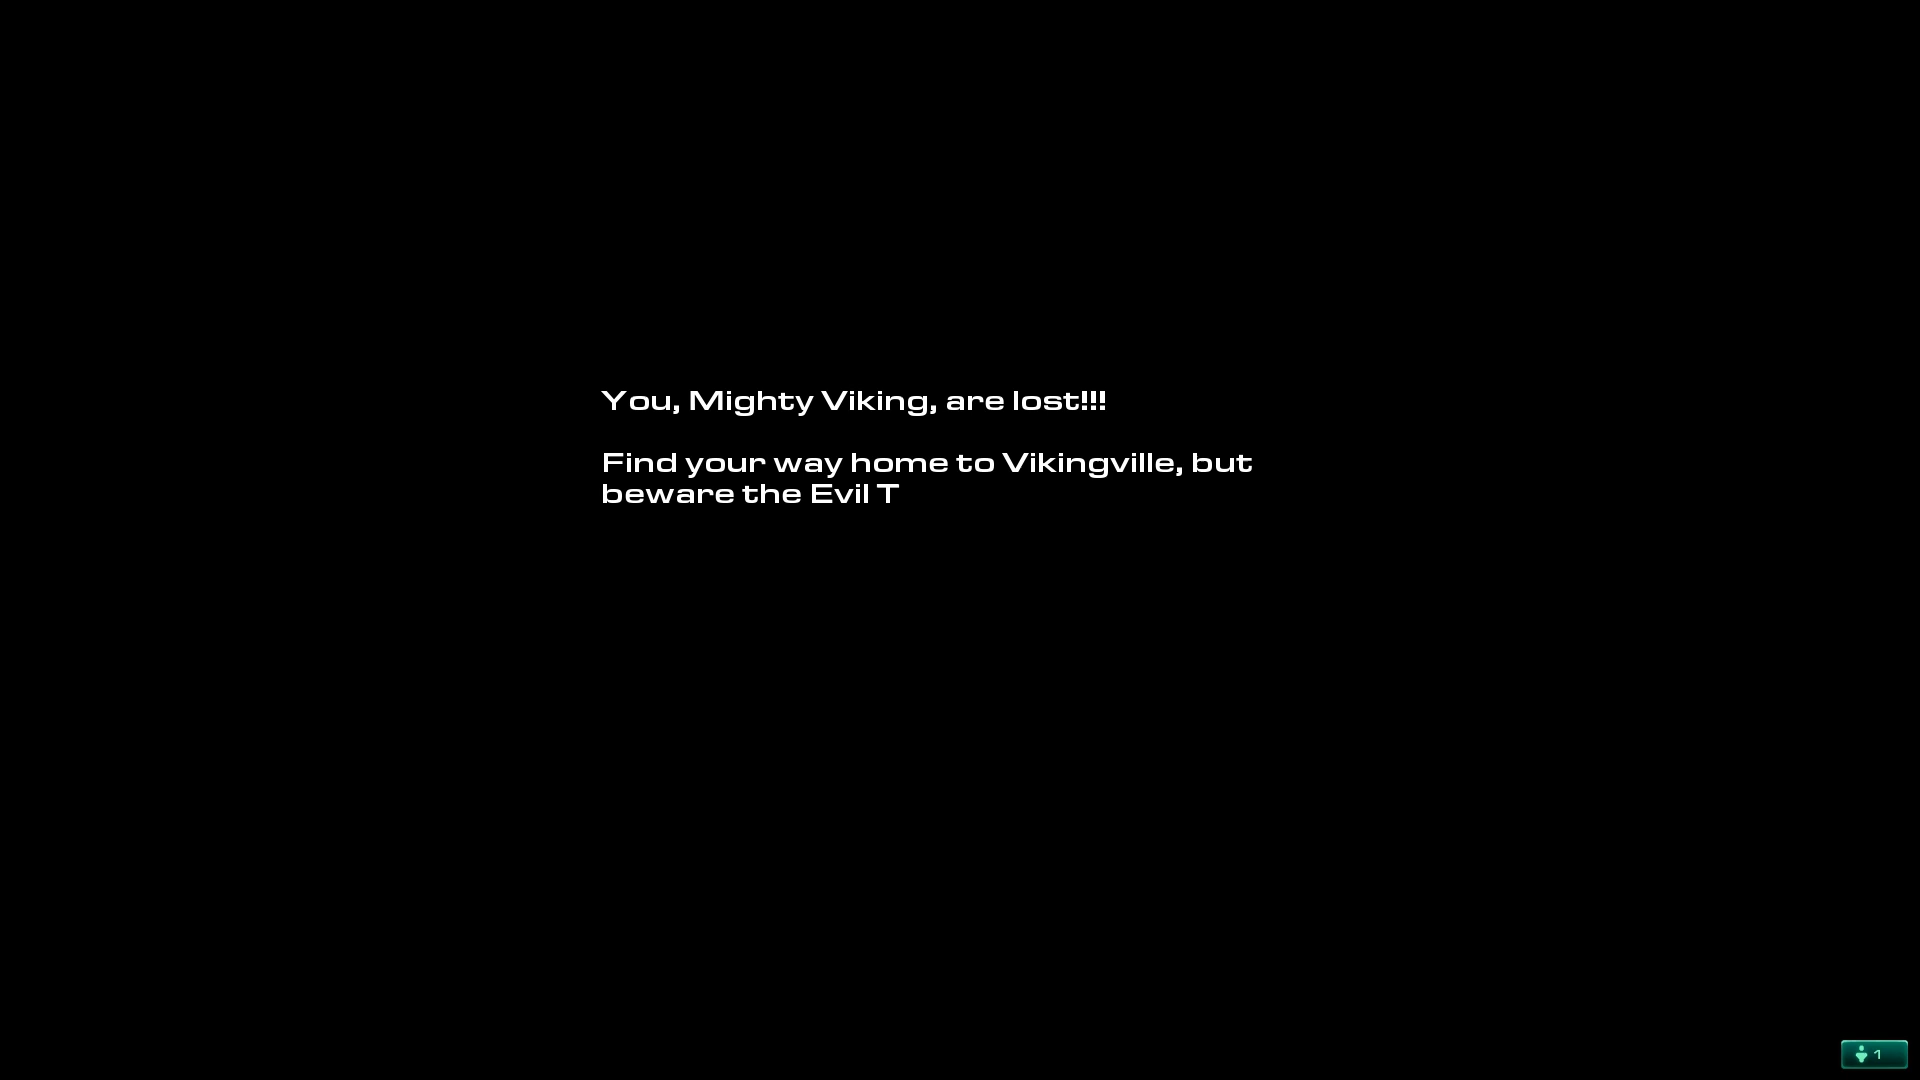 You, Mighty Viking, are lost!!!
Find your way home to Vikingville, but
beware the Evil T
1